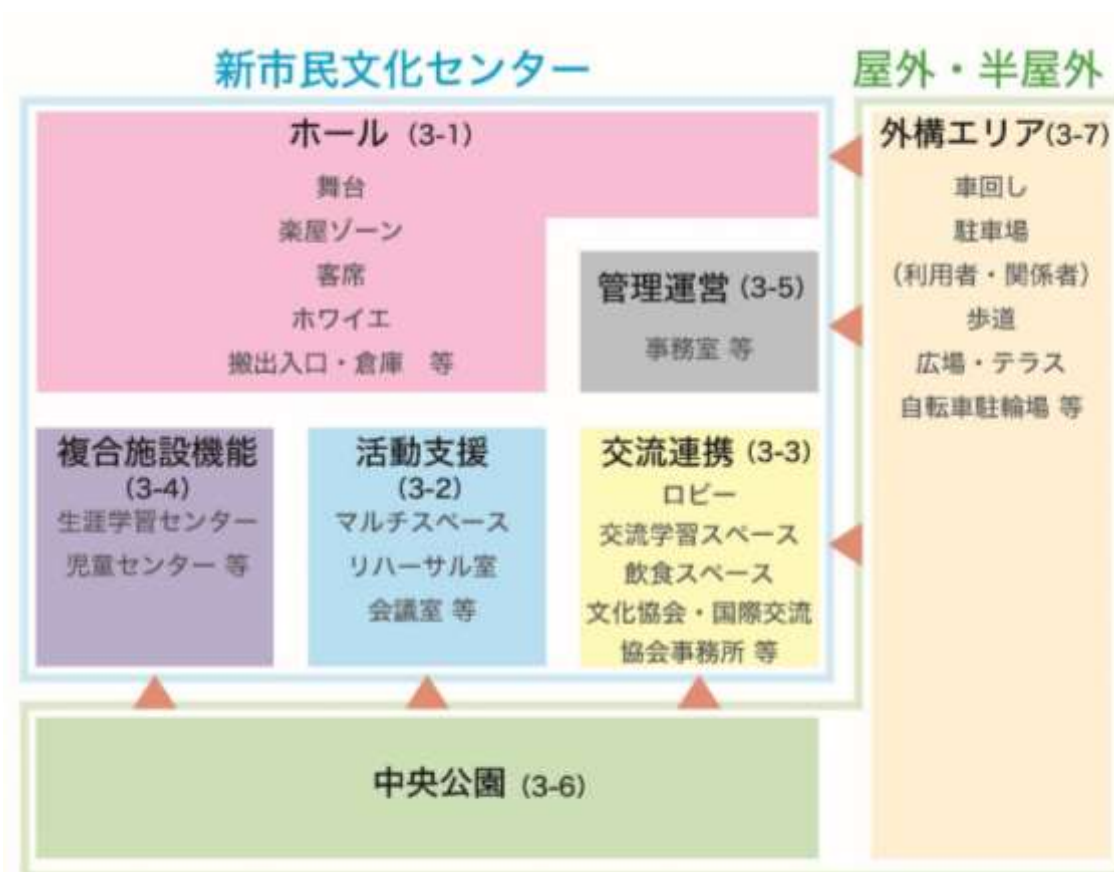 新市民文化センター
ホール (3-1)
舞台
楽屋ゾーン
客席
ホワイエ
搬出入口・倉庫 等
管理運営 (3-5)
事務室 等
複合施設機能
(3-4)
生涯学習センター
児童センター 等
活動支援
(3-2)
マルチスペース
リハーサル室
会議室 等
交流連携 (3-3)
ロビー
交流学習スペース
飲食スペース
文化協会・国際交流
協会事務所 等
屋外・半屋外
外構エリア(3-7)
車回し
駐車場
(利用者・関係者)
歩道
広場・テラス
自転車駐輪場 等
中央公園 (3-6)